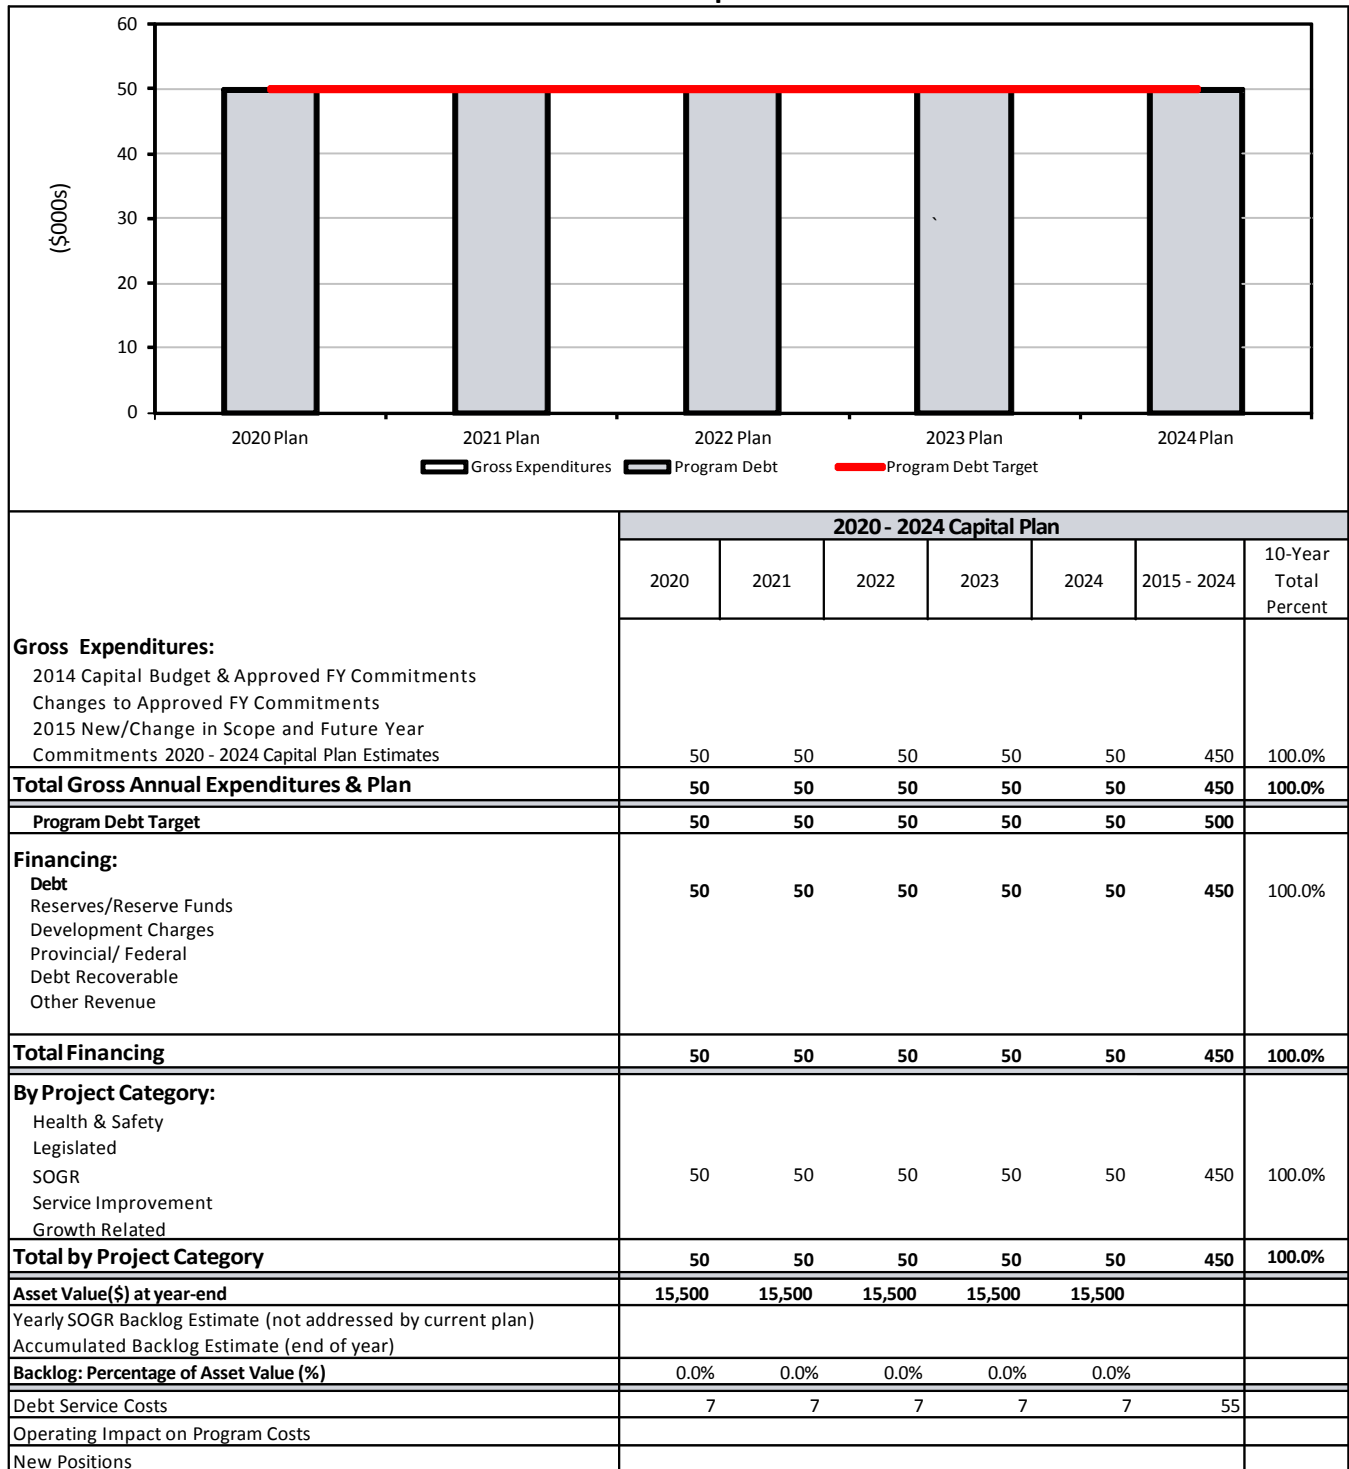 60
50
40
30
20
10
0
($000s)
`
2020 Plan 2021 Plan 2022 Plan 2023 Plan 2024 Plan
Gross Expenditures Program Debt Program Debt Target
2020 - 2024 Capital Plan
2020 2021 2022 2023 2024 2015 - 2024 10-Year Total Percent
Gross Expenditures:
2014 Capital Budget & Approved FY Commitments
Changes to Approved FY Commitments
2015 New/Change in Scope and Future Year
Commitments 2020 - 2024 Capital Plan Estimates 50 50 50 50 50 450 100.0%
Total Gross Annual Expenditures & Plan 50 50 50 50 50 450 100.0%
Program Debt Target 50 50 50 50 50 500
Financing:
Debt 50 50 50 50 50 450 100.0%
Reserves/Reserve Funds
Development Charges
Provincial/ Federal
Debt Recoverable
Other Revenue
Total Financing 50 50 50 50 50 450 100.0%
By Project Category:
Health & Safety
Legislated
SOGR 50 50 50 50 50 450 100.0%
Service Improvement
Growth Related
Total by Project Category 50 50 50 50 50 450 100.0%
Asset Value($) at year-end 15,500 15,500 15,500 15,500 15,500
Yearly SOGR Backlog Estimate (not addressed by current plan)
Accumulated Backlog Estimate (end of year)
Backlog: Percentage of Asset Value (%) 0.0% 0.0% 0.0% 0.0% 0.0%
Debt Service Costs 7 7 7 7 7 55
Operating Impact on Program Costs
New Positions